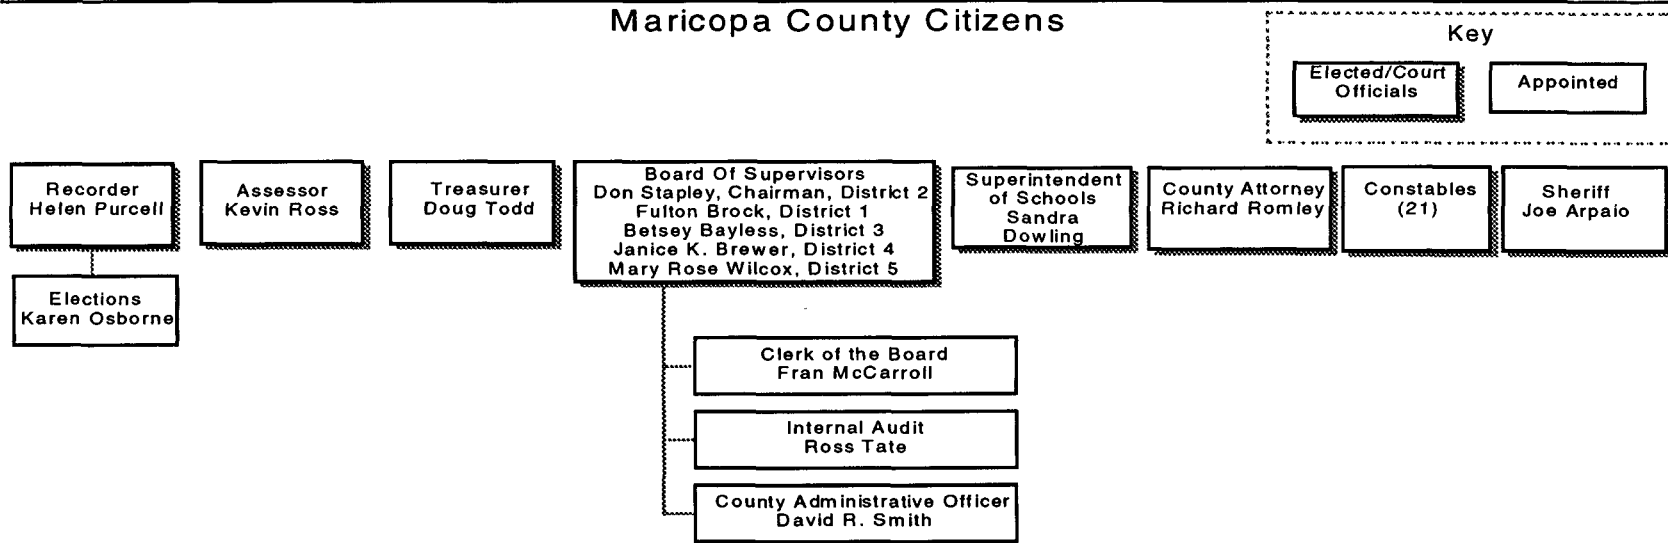 Maricopa County Citizens
Key
Elected/Court
Officials
Appointed
Recorder
Helen Purcell
Assessor
Kevin Ross
Treasurer
Doug Todd
Board Of Supervisors
Don Stapley, Chairman, District 2
Fulton Brock, District 1
Betsey Bayless, District 3
Janice K. Brewer, District 4
Mary Rose Wilcox, District 5
Superintendent
of Schools
Sandra
Dowling
County Attorney
Richard Romley
Constables
(21)
Sheriff
Joe Arpaio
Elections
Karen Osborne
Clerk of the Board
Fran McCarroll
Internal Audit
Ross Tate
County Administrative Officer
David R. Smith